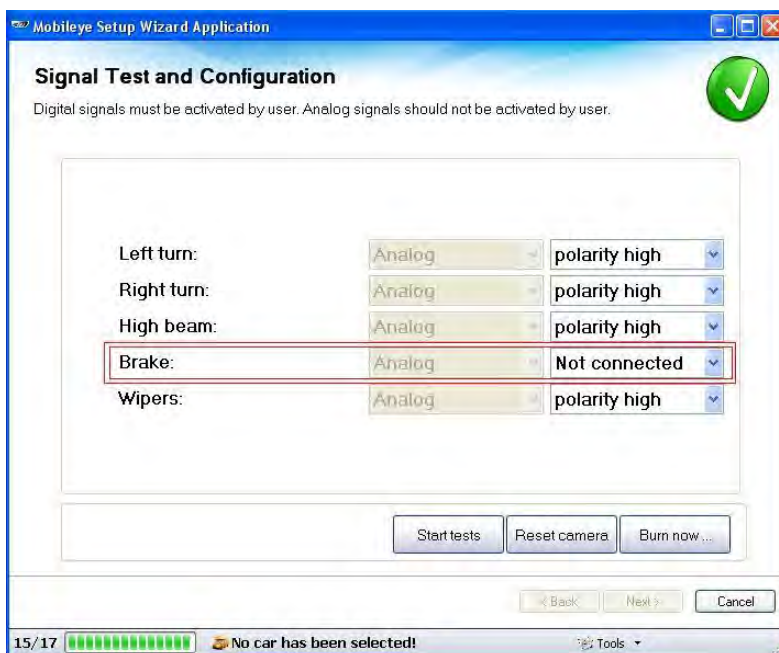 Mobileye Setup Wizard Application
Signal Test and Configuration
Digital signals must be activated by user. Analog signals should not be activated by user.
Left turn: Analog polarity high
Right turn: Analog polarity high
High beam: Analog polarity high
Brake: Analog Not connected
Wipers: Analog polarity high
Start tests Reset camera Burn now ...
< Back Next > Cancel
15/17 No car has been selected! Tools